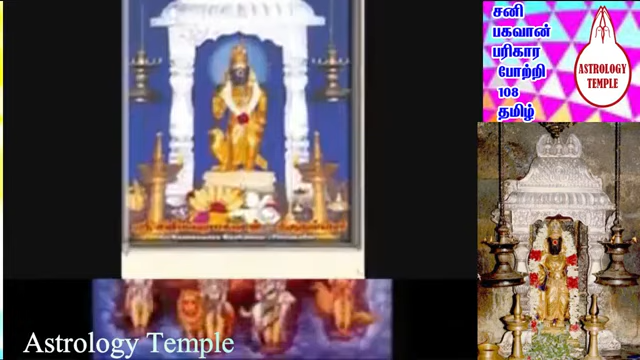 சனி
பகவான்
பரிகார
போற்றி
108
தமிழ்
ASTROLOGY
TEMPLE
Astrology Temple